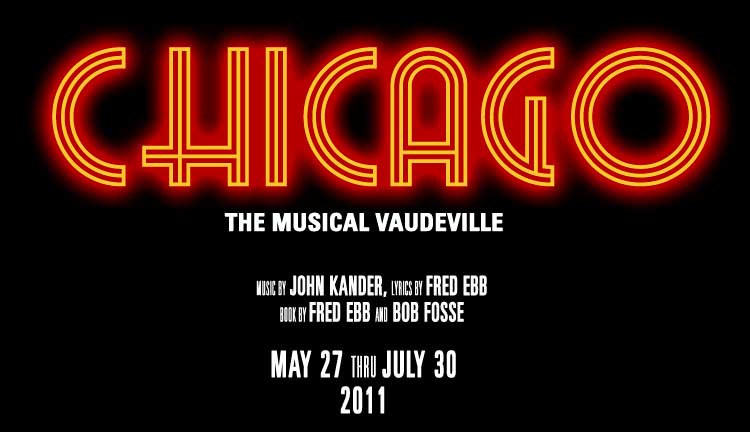 CHICAGO
THE MUSICAL VAUDEVILLE
MUSIC BY JOHN KANDER, LYRICS BY FRED EBB
BOOK BY FRED EBB AND BOB FOSSE
MAY 27 THRU JULY 30
2011